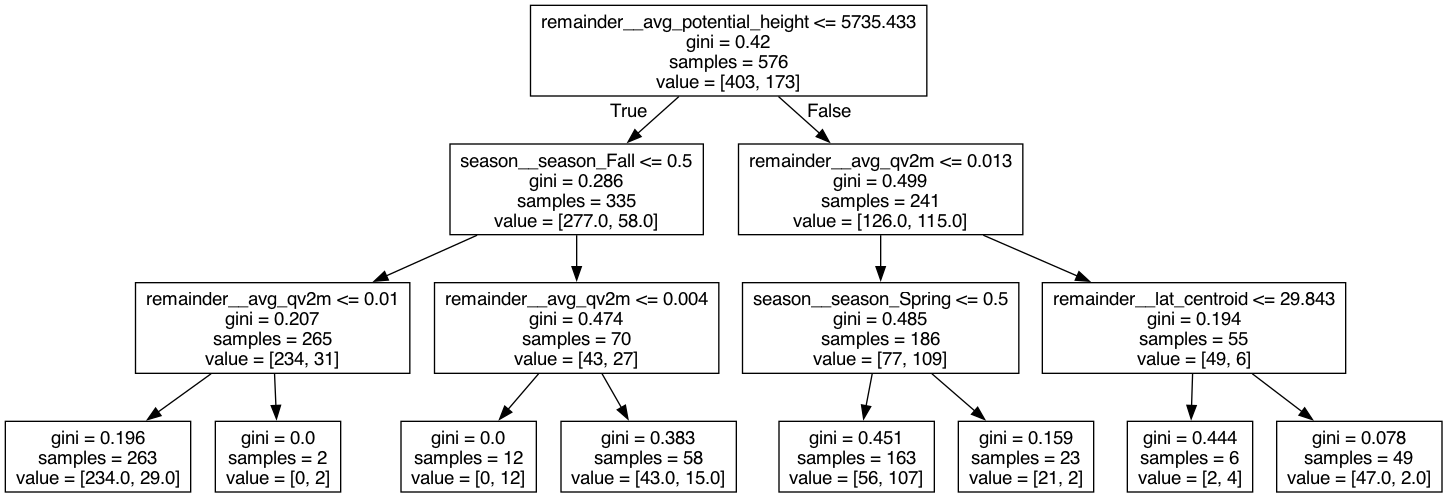 remainder__avg_potential_height <= 5735.433
gini = 0.42
samples = 576
value = [403, 173]
True
False
season__season_Fall <= 0.5
gini = 0.286
samples = 335
value = [277.0, 58.0]
remainder__avg_qv2m <= 0.013
gini = 0.499
samples = 241
value = [126.0, 115.0]
remainder__avg_qv2m <= 0.01
gini = 0.207
samples = 265
value = [234, 31]
remainder__avg_qv2m <= 0.004
gini = 0.474
samples = 70
value = [43, 27]
season__season_Spring <= 0.5
gini = 0.485
samples = 186
value = [77, 109]
remainder__lat_centroid <= 29.843
gini = 0.194
samples = 55
value = [49, 6]
gini = 0.196
samples = 263
value = [234.0, 29.0]
gini = 0.0
samples = 2
value = [0, 2]
gini = 0.0
samples = 12
value = [0, 12]
gini = 0.383
samples = 58
value = [43.0, 15.0]
gini = 0.451
samples = 163
value = [56, 107]
gini = 0.159
samples = 23
value = [21, 2]
gini = 0.444
samples = 6
value = [2, 4]
gini = 0.078
samples = 49
value = [47.0, 2.0]